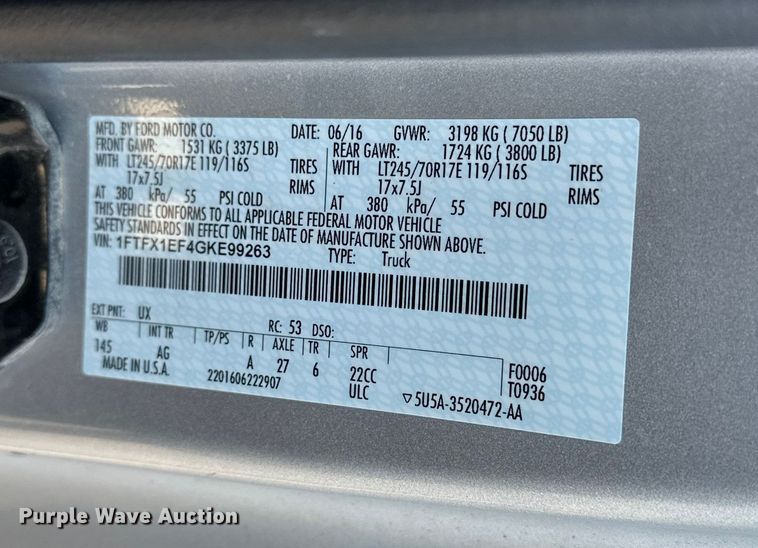 MFD. BY FORD MOTOR CO. DATE: 06/16 GVWR: 3198 KG ( 7050 LB)
FRONT GAWR: 1531 KG ( 3375 LB) REAR GAWR: 1724 KG ( 3800 LB)
WITH LT245/70R17E 119/116S TIRES WITH LT245/70R17E 119/116S TIRES
17x7.5J RIMS 17x7.5J RIMS
AT 380 kPa/ 55 PSI COLD AT 380 kPa/ 55 PSI COLD
THIS VEHICLE CONFORMS TO ALL APPLICABLE FEDERAL MOTOR VEHICLE
SAFETY STANDARDS IN EFFECT ON THE DATE OF MANUFACTURE SHOWN ABOVE.
VIN: 1FTFX1EF4GKE99263 TYPE: Truck
EXT PNT: UX RC: 53 DSO:
WB INT TR TP/PS R AXLE TR SPR F0006
145 AG A 27 6 22CC T0936
MADE IN U.S.A. 2201606222907 ULC ▽5U5A-3520472-AA
Purple Wave Auction